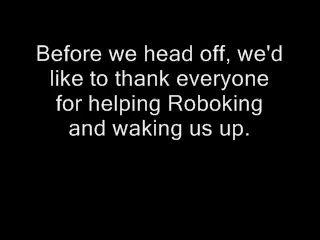 Before we head off, we'd
like to thank everyone
for helping Roboking
and waking us up.